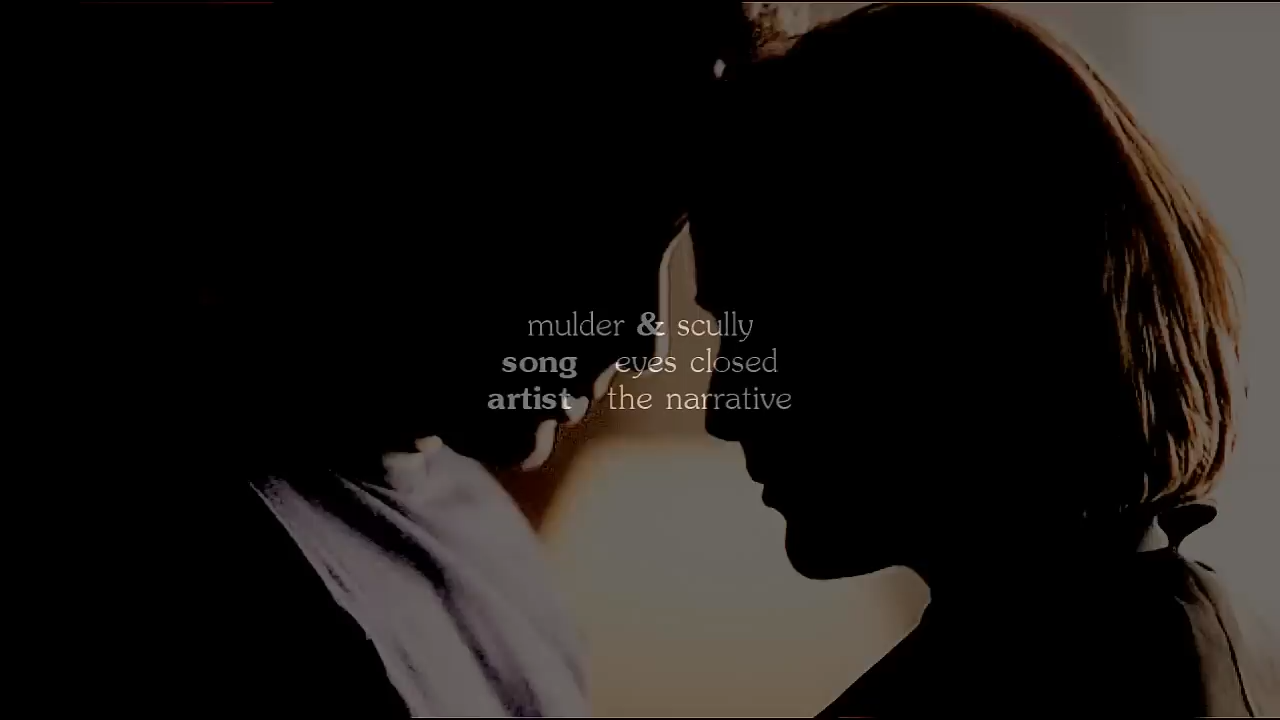 mulder & scully
song eyes closed
artist the narrative